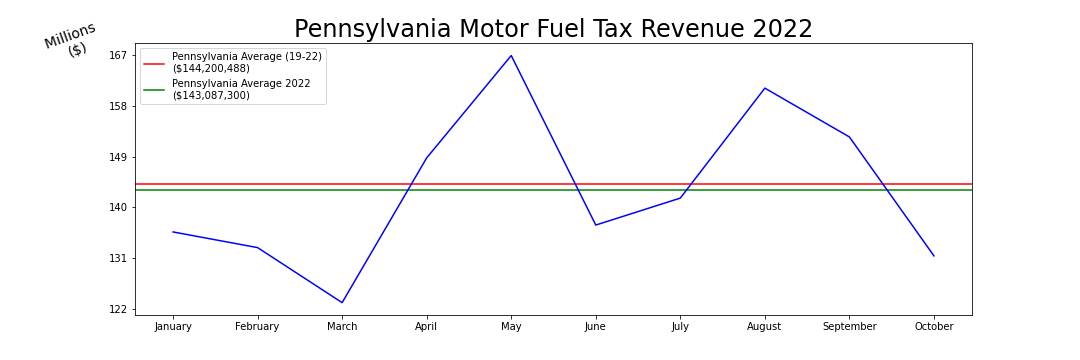 Pennsylvania Motor Fuel Tax Revenue 2022
Millions
($)
Pennsylvania Average (19-22)
($144,200,488)
Pennsylvania Average 2022
($143,087,300)
167
158
149
140
131
122
January February March April May June July August September October